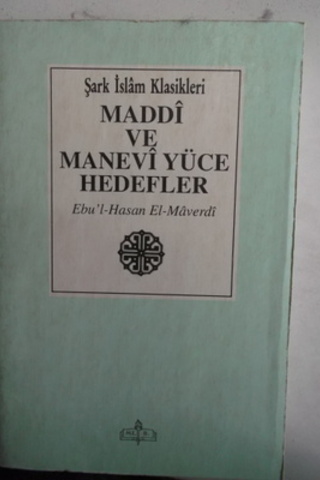 Şark İslâm Klasikleri
MADDÎ
VE
MANEVÎ YÜCE
HEDEFLER
Ebu'l-Hasan El-Mâverdî